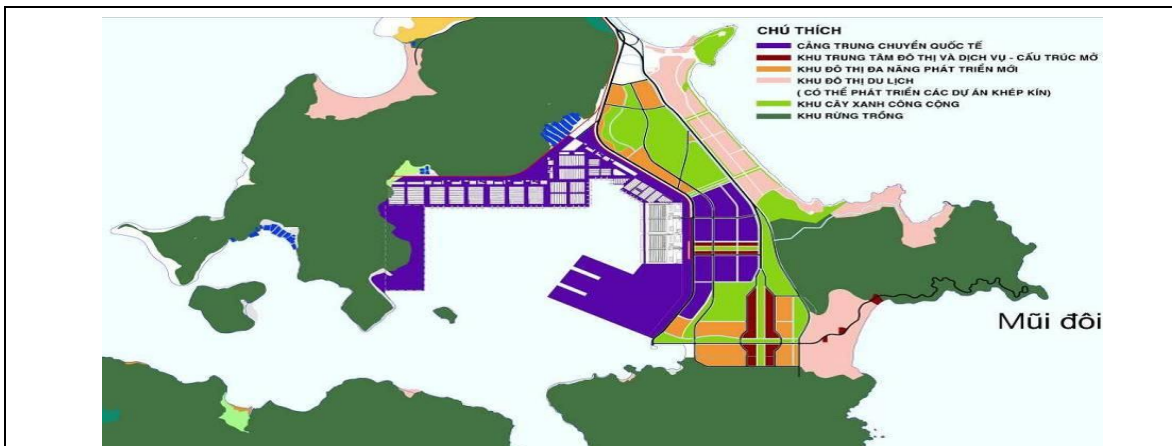 CHÚ THÍCH
CẢNG TRUNG CHUYỂN QUỐC TẾ
KHU TRUNG TÂM ĐÔ THỊ VÀ DỊCH VỤ - CẤU TRÚC MỞ
KHU ĐÔ THỊ ĐA NĂNG PHÁT TRIỂN MỚI
KHU ĐÔ THỊ DU LỊCH
( CÓ THỂ PHÁT TRIỂN CÁC DỰ ÁN KHÉP KÍN)
KHU CÂY XANH CÔNG CỘNG
KHU RỪNG TRỒNG
Mũi đôi